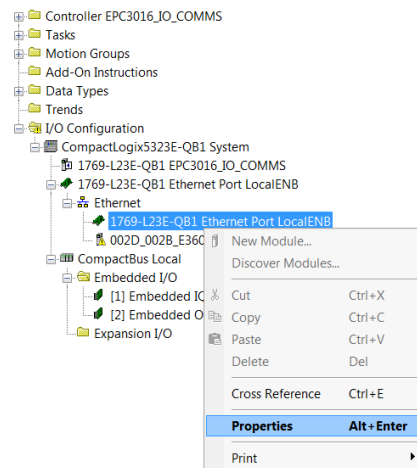 Controller EPC3016_IO_COMMS
Tasks
Motion Groups
Add-On Instructions
Data Types
Trends
I/O Configuration
CompactLogix5323E-QB1 System
1769-L23E-QB1 EPC3016_IO_COMMS
1769-L23E-QB1 Ethernet Port LocalENB
Ethernet
1769-L23E-QB1 Ethernet Port LocalENB
002D_002B_E360
CompactBus Local
Embedded I/O
[1] Embedded IQ
[2] Embedded O
Expansion I/O
New Module...
Discover Modules...
Cut Ctrl+X
Copy Ctrl+C
Paste Ctrl+V
Delete Del
Cross Reference Ctrl+E
Properties Alt+Enter
Print